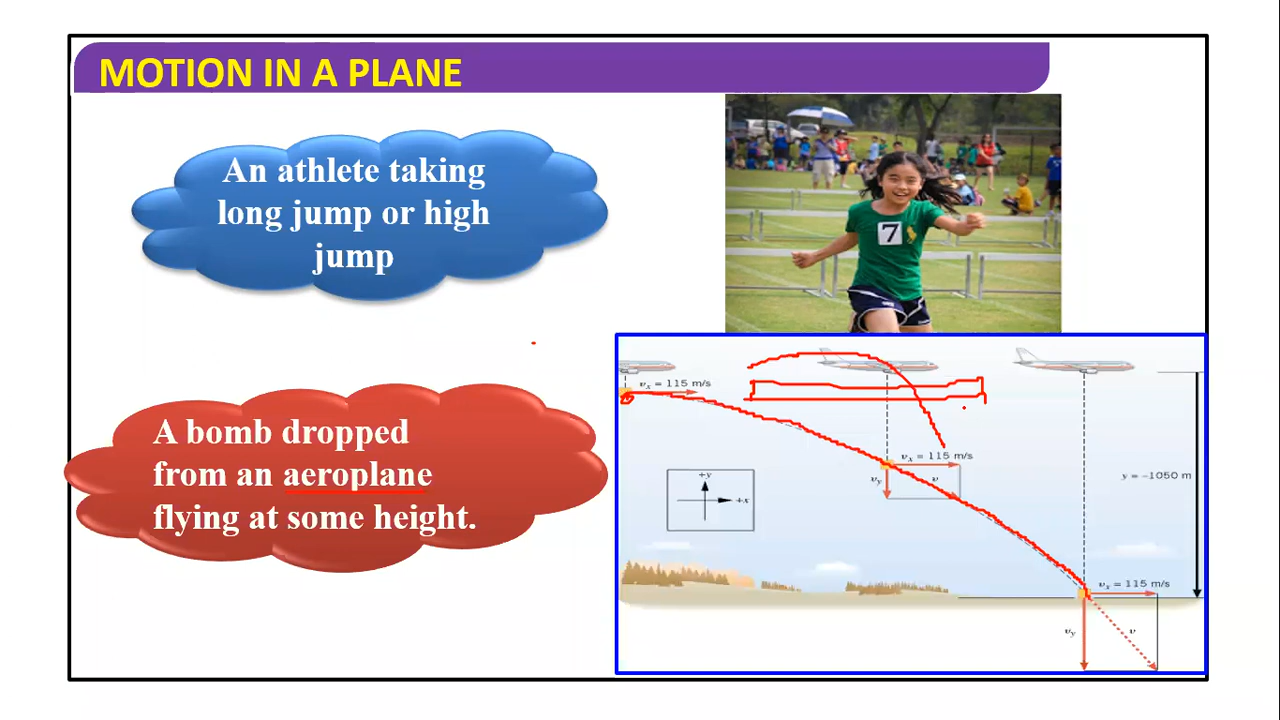 MOTION IN A PLANE
An athlete taking
long jump or high
jump
7
A bomb dropped
from an aeroplane
flying at some height.
vx = 115 m/s
vx = 115 m/s
vy
v
+y
+x
y = −1050 m
vx = 115 m/s
vy
v